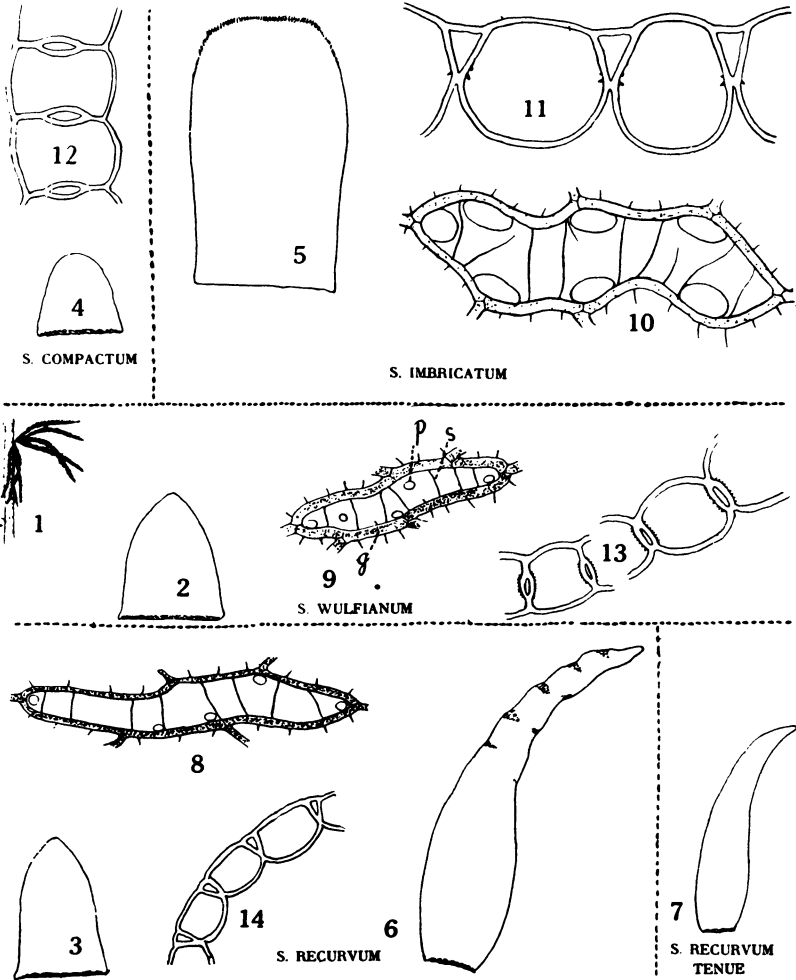 12
4
S. COMPACTUM
5
11
10
S. IMBRICATUM
1
2
p
s
g
9
13
S. WULFIANUM
8
3
14
S. RECURVUM
6
7
S. RECURVUM
TENUE